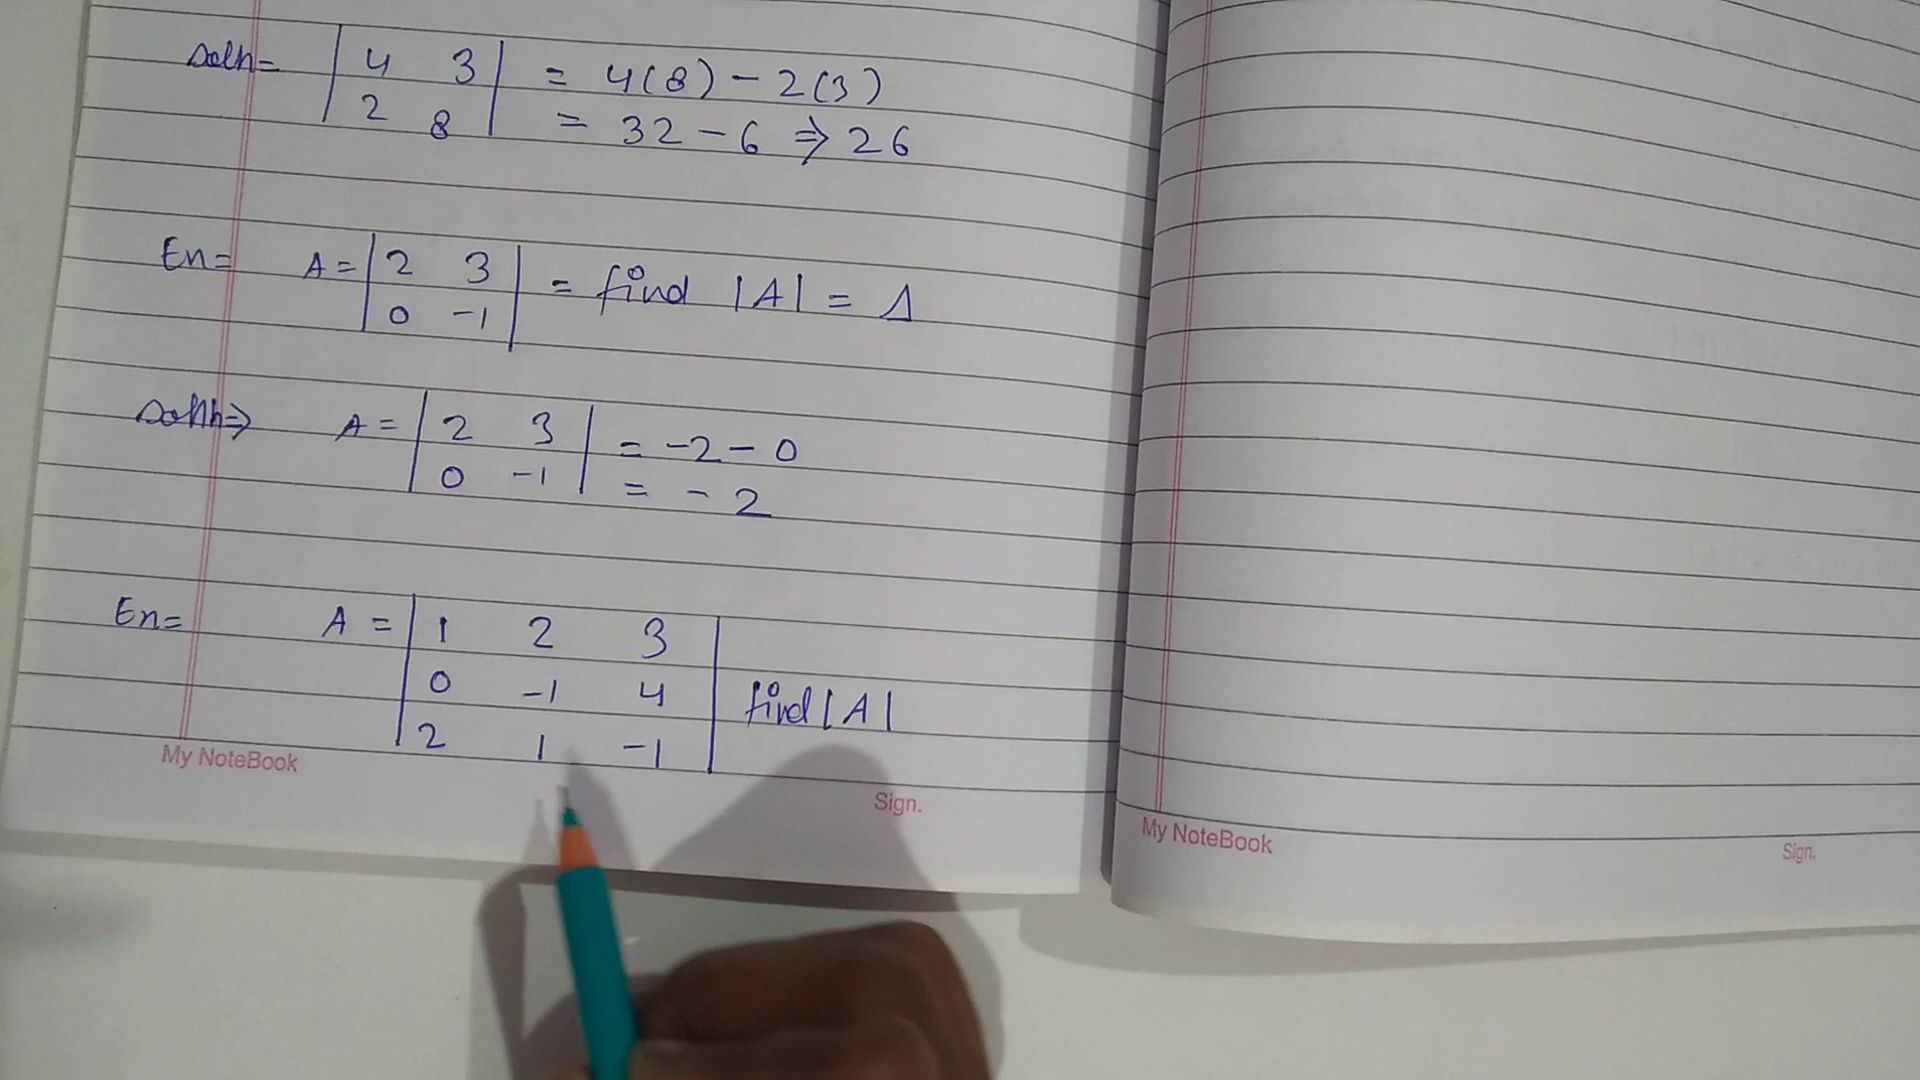 Soln= | 4 3 | = 4(8) - 2(3)
| 2 8 | = 32 - 6 ⇒ 26
En= A = | 2 3 | = find |A| = Δ
| 0 -1 |
Soln ⇒ A = | 2 3 | = -2 - 0
| 0 -1 | = - 2
En= A = | 1 2 3 |
| 0 -1 4 | find |A|
| 2 1 -1 |
My NoteBook
Sign.
My NoteBook
Sign.